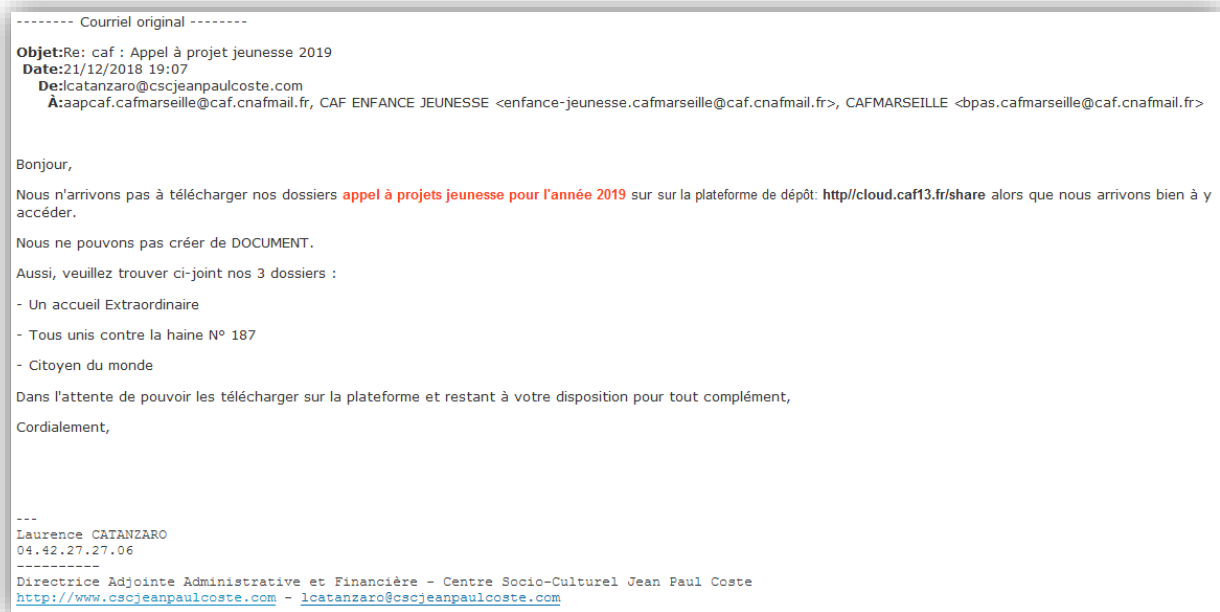 -------- Courriel original --------
Objet:Re: caf : Appel à projet jeunesse 2019
Date:21/12/2018 19:07
De:lcatanzaro@cscjeanpaulcoste.com
À:aapcaf.cafmarseille@caf.cnafmail.fr, CAF ENFANCE JEUNESSE <enfance-jeunesse.cafmarseille@caf.cnafmail.fr>, CAFMARSEILLE <bpas.cafmarseille@caf.cnafmail.fr>
Bonjour,
Nous n'arrivons pas à télécharger nos dossiers appel à projets jeunesse pour l'année 2019 sur sur la plateforme de dépôt: http//cloud.caf13.fr/share alors que nous arrivons bien à y
accéder.
Nous ne pouvons pas créer de DOCUMENT.
Aussi, veuillez trouver ci-joint nos 3 dossiers :
- Un accueil Extraordinaire
- Tous unis contre la haine N° 187
- Citoyen du monde
Dans l'attente de pouvoir les télécharger sur la plateforme et restant à votre disposition pour tout complément,
Cordialement,
---
Laurence CATANZARO
04.42.27.27.06
----------
Directrice Adjointe Administrative et Financière - Centre Socio-Culturel Jean Paul Coste
http://www.cscjeanpaulcoste.com - lcatanzaro@cscjeanpaulcoste.com